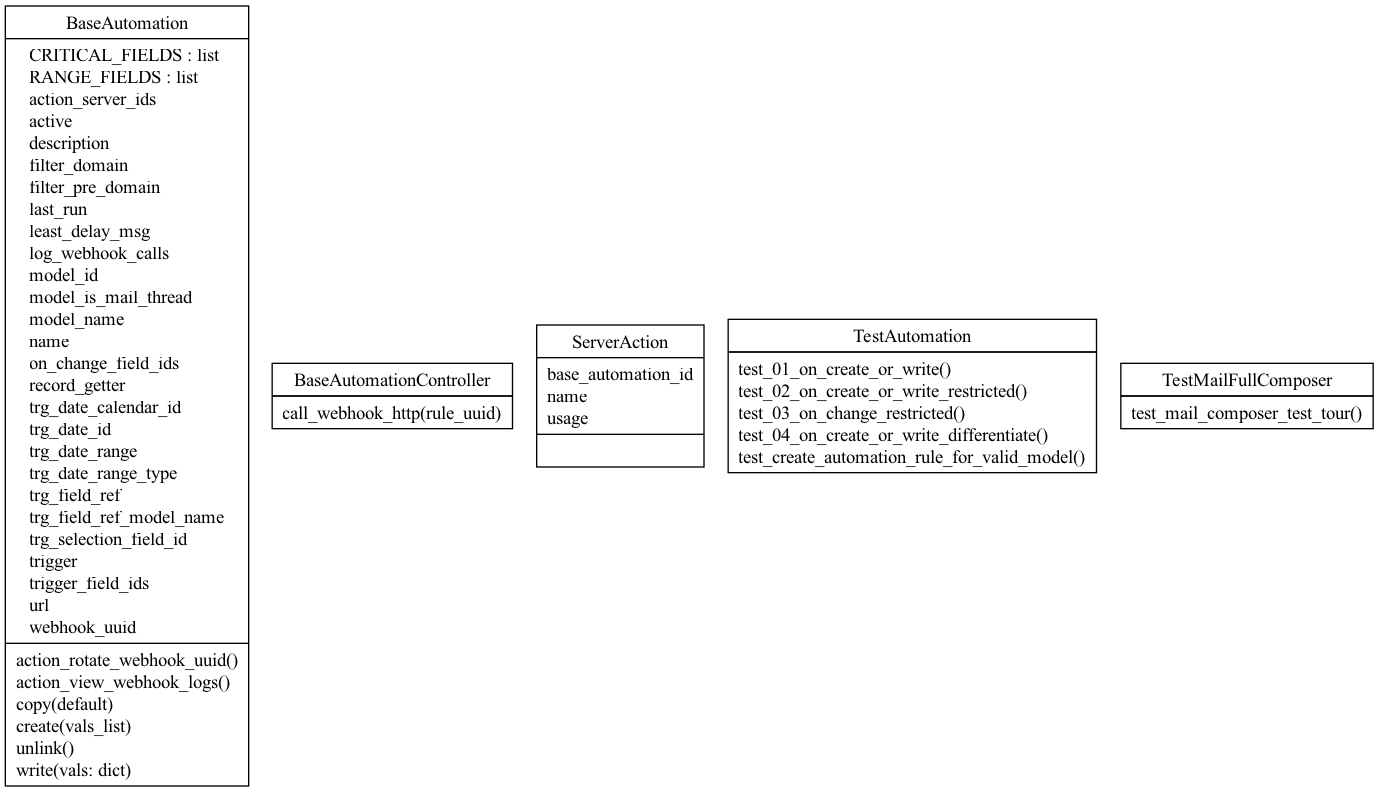 BaseAutomation
CRITICAL_FIELDS : list
RANGE_FIELDS : list
action_server_ids
active
description
filter_domain
filter_pre_domain
last_run
least_delay_msg
log_webhook_calls
model_id
model_is_mail_thread
model_name
name
on_change_field_ids
record_getter
trg_date_calendar_id
trg_date_id
trg_date_range
trg_date_range_type
trg_field_ref
trg_field_ref_model_name
trg_selection_field_id
trigger
trigger_field_ids
url
webhook_uuid
action_rotate_webhook_uuid()
action_view_webhook_logs()
copy(default)
create(vals_list)
unlink()
write(vals: dict)
BaseAutomationController
call_webhook_http(rule_uuid)
ServerAction
base_automation_id
name
usage
TestAutomation
test_01_on_create_or_write()
test_02_on_create_or_write_restricted()
test_03_on_change_restricted()
test_04_on_create_or_write_differentiate()
test_create_automation_rule_for_valid_model()
TestMailFullComposer
test_mail_composer_test_tour()